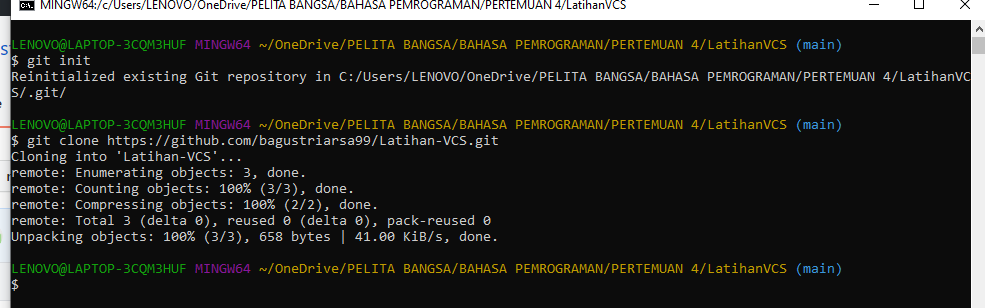 MINGW64:/c/Users/LENOVO/OneDrive/PELITA BANGSA/BAHASA PEMROGRAMAN/PERTEMUAN 4/LatihanVCS
LENOVO@LAPTOP-3CQM3HUF MINGW64 ~/OneDrive/PELITA BANGSA/BAHASA PEMROGRAMAN/PERTEMUAN 4/LatihanVCS (main)
$ git init
Reinitialized existing Git repository in C:/Users/LENOVO/OneDrive/PELITA BANGSA/BAHASA PEMROGRAMAN/PERTEMUAN 4/LatihanVC
S/.git/
LENOVO@LAPTOP-3CQM3HUF MINGW64 ~/OneDrive/PELITA BANGSA/BAHASA PEMROGRAMAN/PERTEMUAN 4/LatihanVCS (main)
$ git clone https://github.com/bagustriarsa99/Latihan-VCS.git
Cloning into 'Latihan-VCS'...
remote: Enumerating objects: 3, done.
remote: Counting objects: 100% (3/3), done.
remote: Compressing objects: 100% (2/2), done.
remote: Total 3 (delta 0), reused 0 (delta 0), pack-reused 0
Unpacking objects: 100% (3/3), 658 bytes | 41.00 KiB/s, done.
LENOVO@LAPTOP-3CQM3HUF MINGW64 ~/OneDrive/PELITA BANGSA/BAHASA PEMROGRAMAN/PERTEMUAN 4/LatihanVCS (main)
$